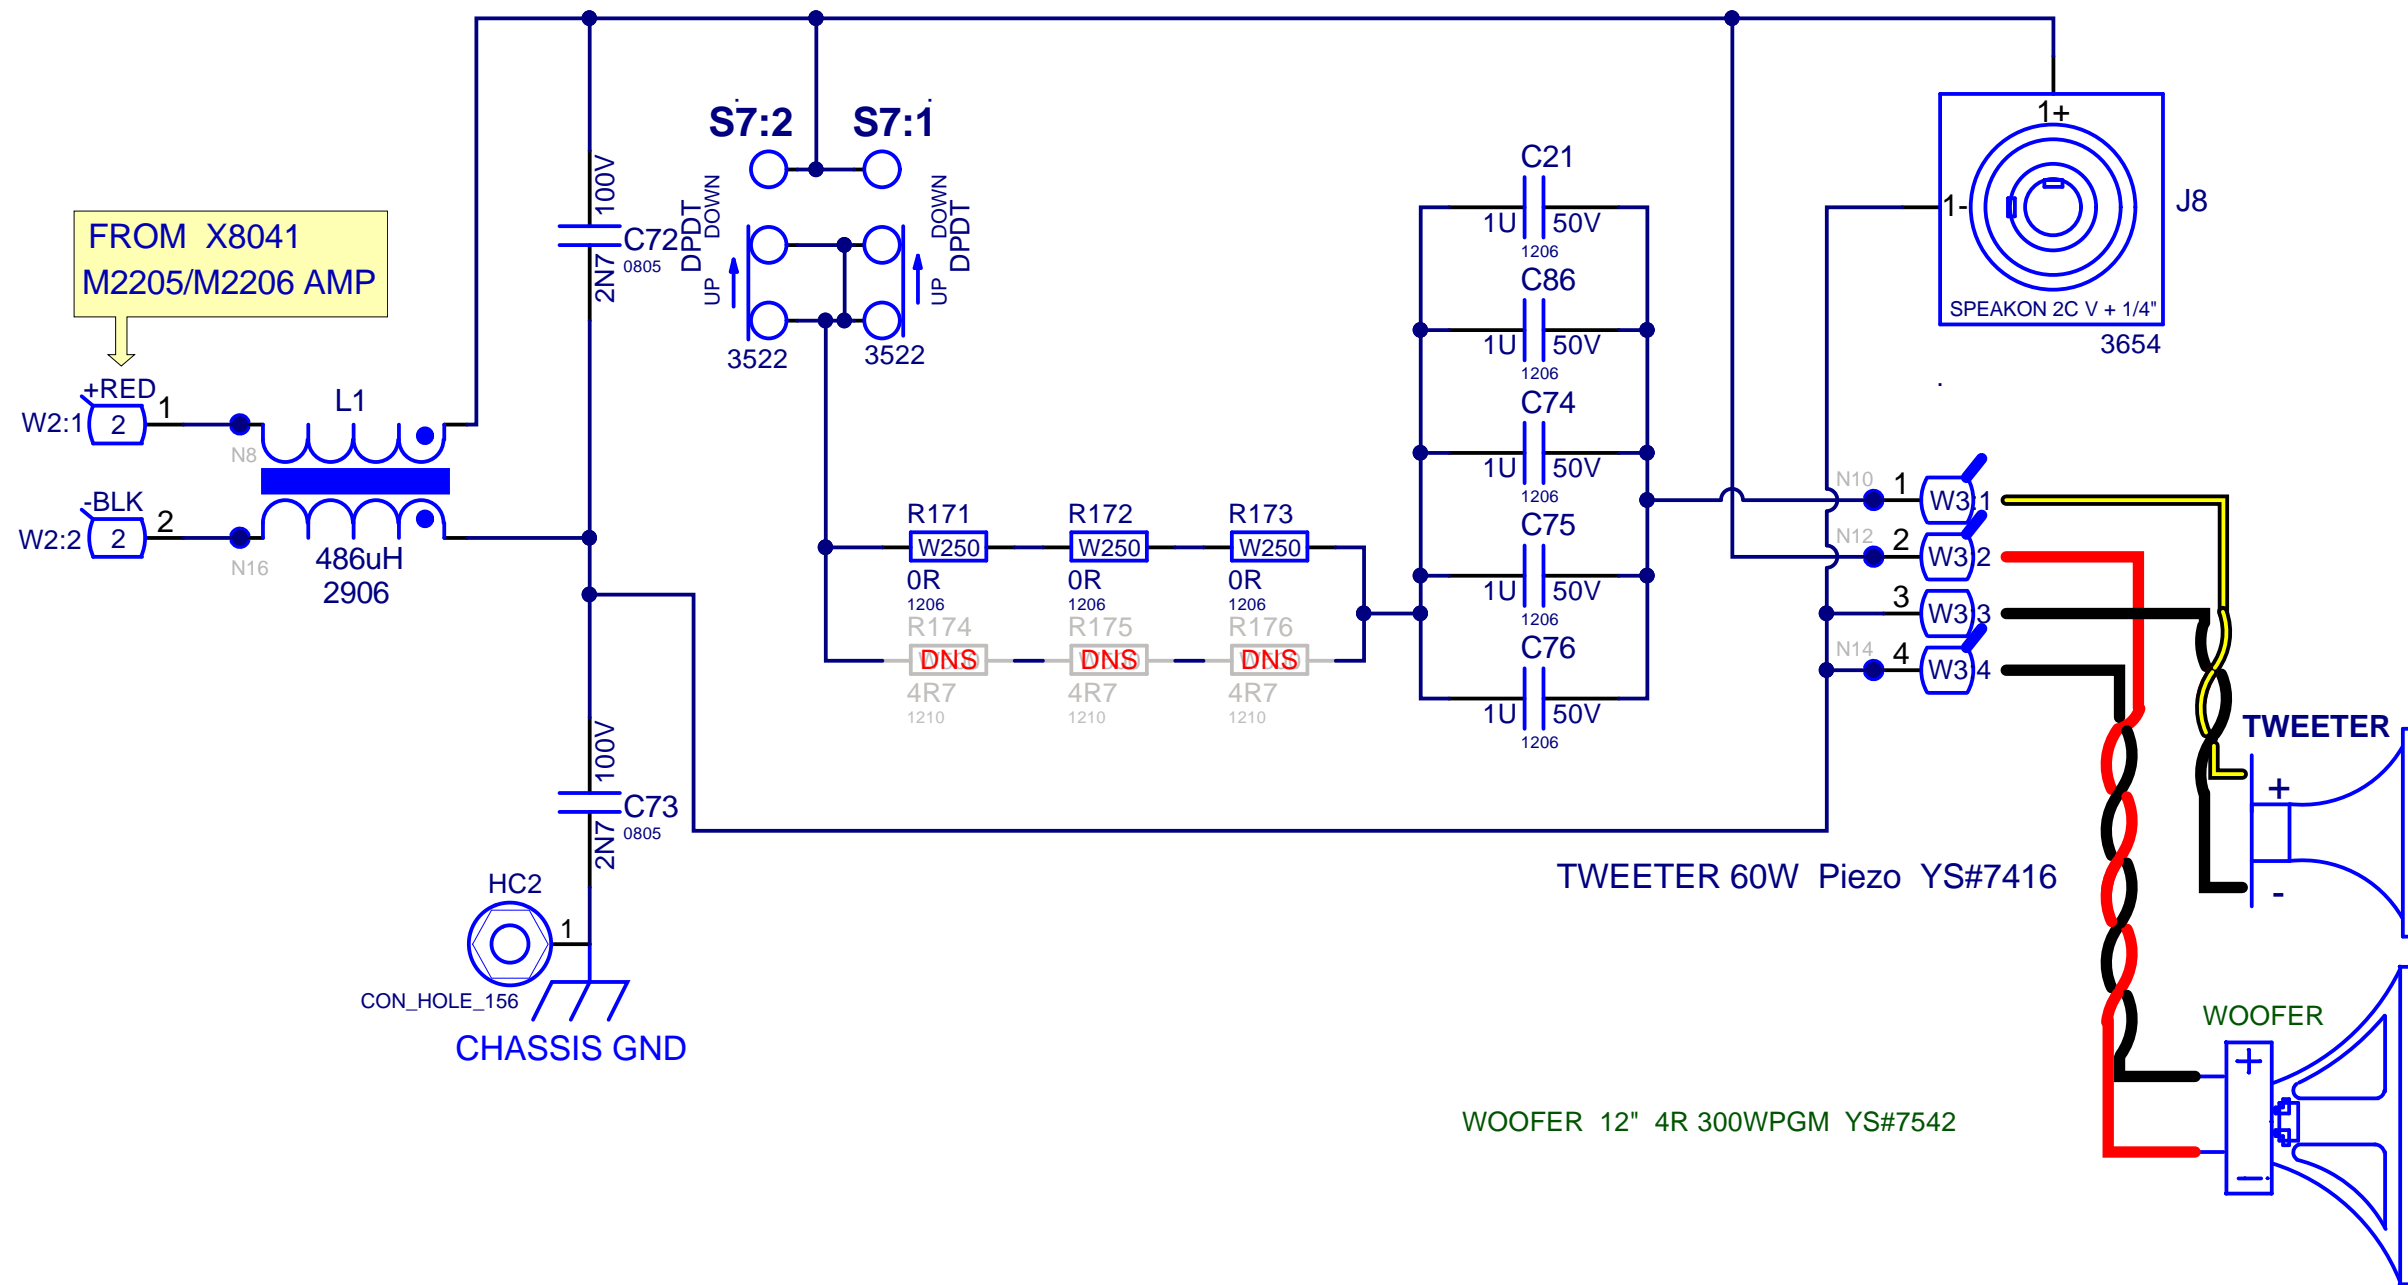 S7:2
S7:1
100V
C72
0805
2N7
DPDT
DOWN
UP
DOWN
DPDT
UP
3522
3522
FROM X8041
M2205/M2206 AMP
+RED
W2:1
2
1
N8
L1
-BLK
W2:2
2
2
N16
486uH
2906
C21
1U
50V
1206
C86
1U
50V
1206
C74
1U
50V
1206
C75
1U
50V
1206
C76
1U
50V
1206
1+
1-
J8
SPEAKON 2C V + 1/4"
3654
R171
W250
0R
1206
R172
W250
0R
1206
R173
W250
0R
1206
R174
DNS
4R7
1210
R175
DNS
4R7
1210
R176
DNS
4R7
1210
N10
1
W3:1
N12
2
W3:2
3
W3:3
N14
4
W3:4
100V
C73
0805
2N7
HC2
1
CON_HOLE_156
CHASSIS GND
TWEETER
+
-
TWEETER 60W Piezo YS#7416
WOOFER
+
-
WOOFER 12" 4R 300WPGM YS#7542